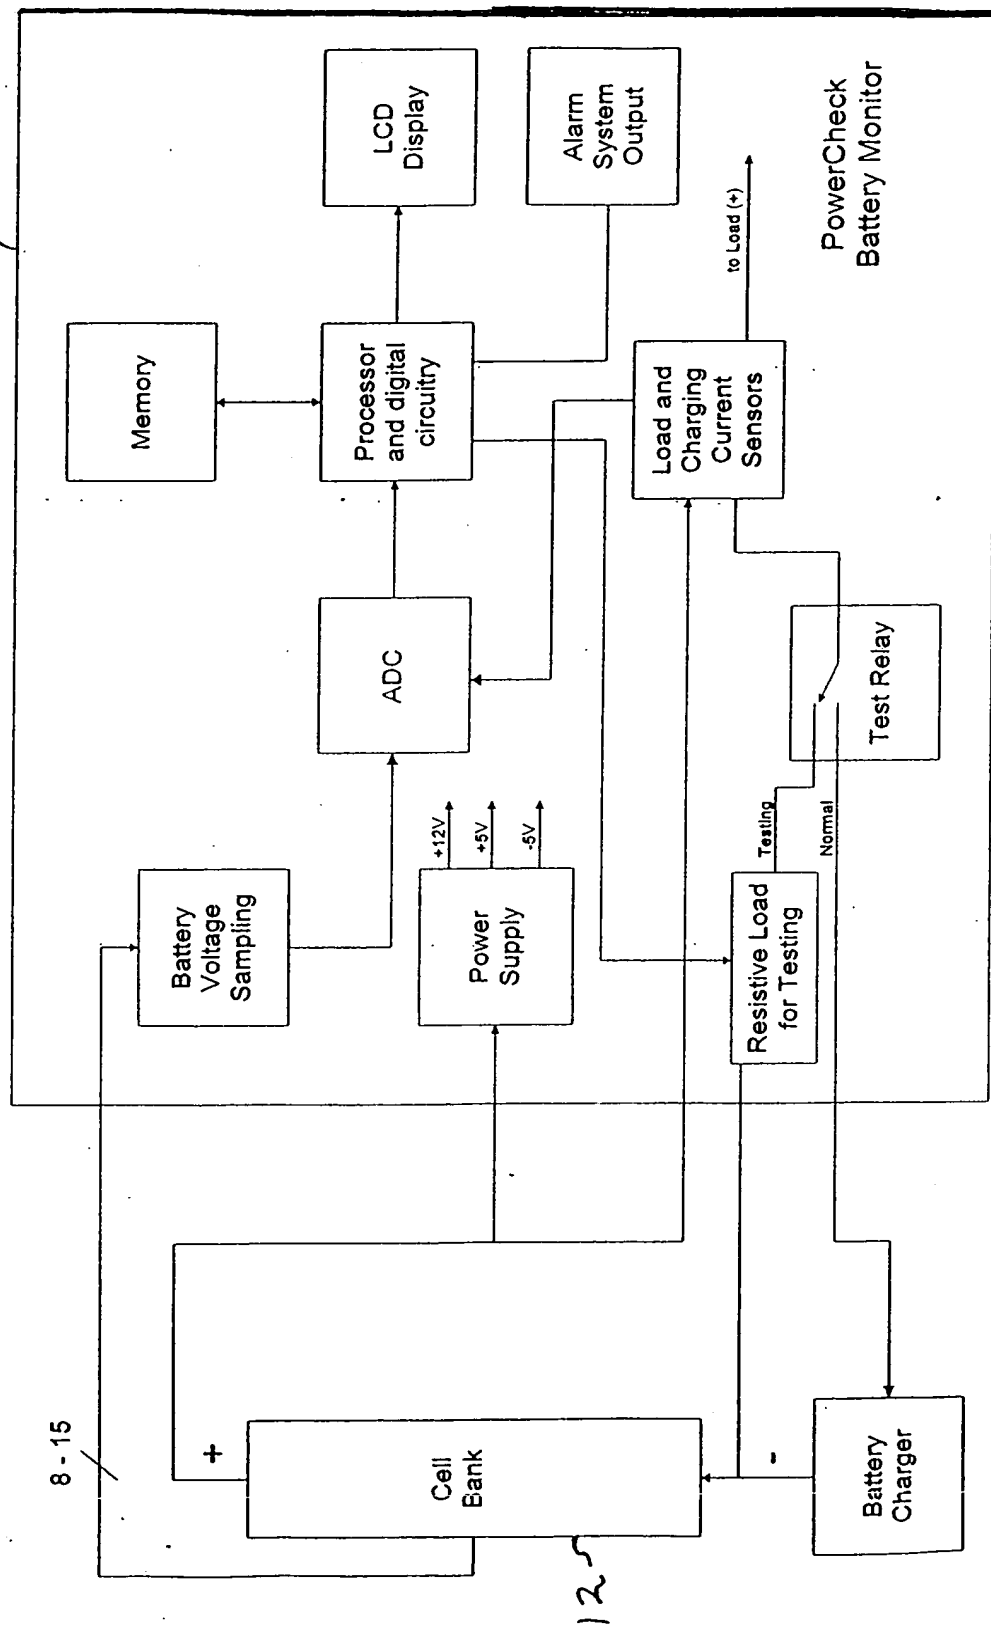 8 - 15
+
Cell
Bank
12
-
Battery
Charger
Battery
Voltage
Sampling
Power
Supply
+12V
+5V
-5V
Resistive Load
for Testing
Testing
Normal
ADC
Test Relay
Memory
Processor
and digital
circuitry
Load and
Charging
Current
Sensors
LCD
Display
Alarm
System
Output
to Load (+)
PowerCheck
Battery Monitor